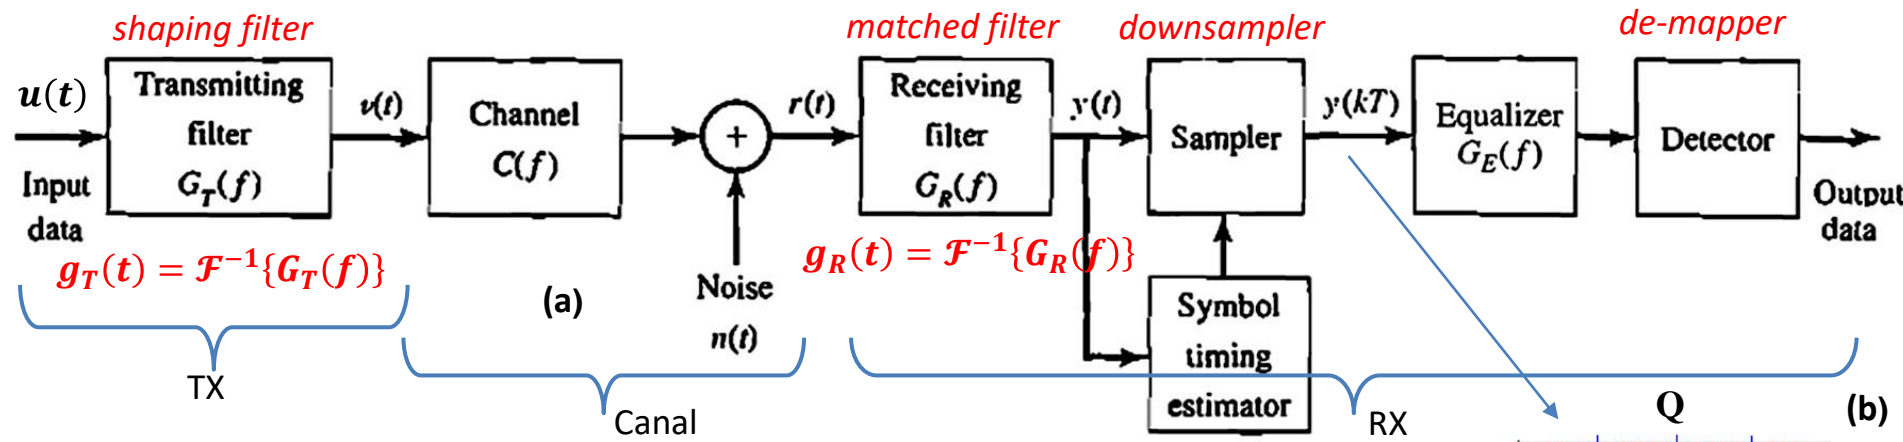 shaping filter
matched filter
downsampler
de-mapper
u(t)
Input
data
Transmitting
filter
G_T(f)
v(t)
Channel
C(f)
+
Noise
n(t)
r(t)
Receiving
filter
G_R(f)
y(t)
Sampler
y(kT)
Equalizer
G_E(f)
Detector
Output
data
g_T(t) = ℱ⁻¹{G_T(f)}
g_R(t) = ℱ⁻¹{G_R(f)}
Symbol
timing
estimator
(a)
TX
Canal
RX
Q
(b)